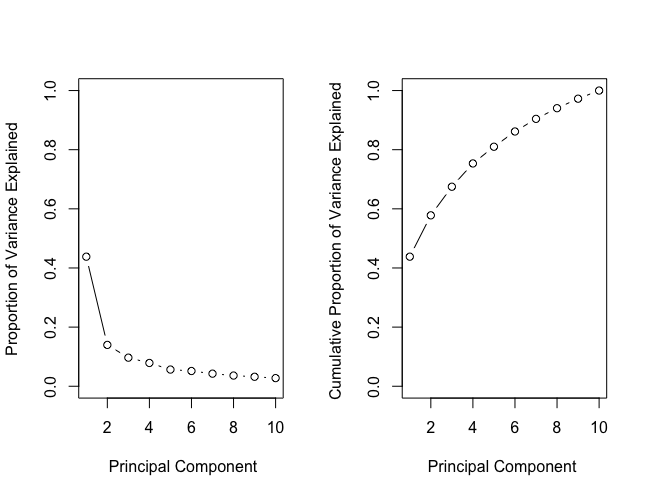 Proportion of Variance Explained
0.0 0.2 0.4 0.6 0.8 1.0
2 4 6 8 10
Principal Component
Cumulative Proportion of Variance Explained
0.0 0.2 0.4 0.6 0.8 1.0
2 4 6 8 10
Principal Component